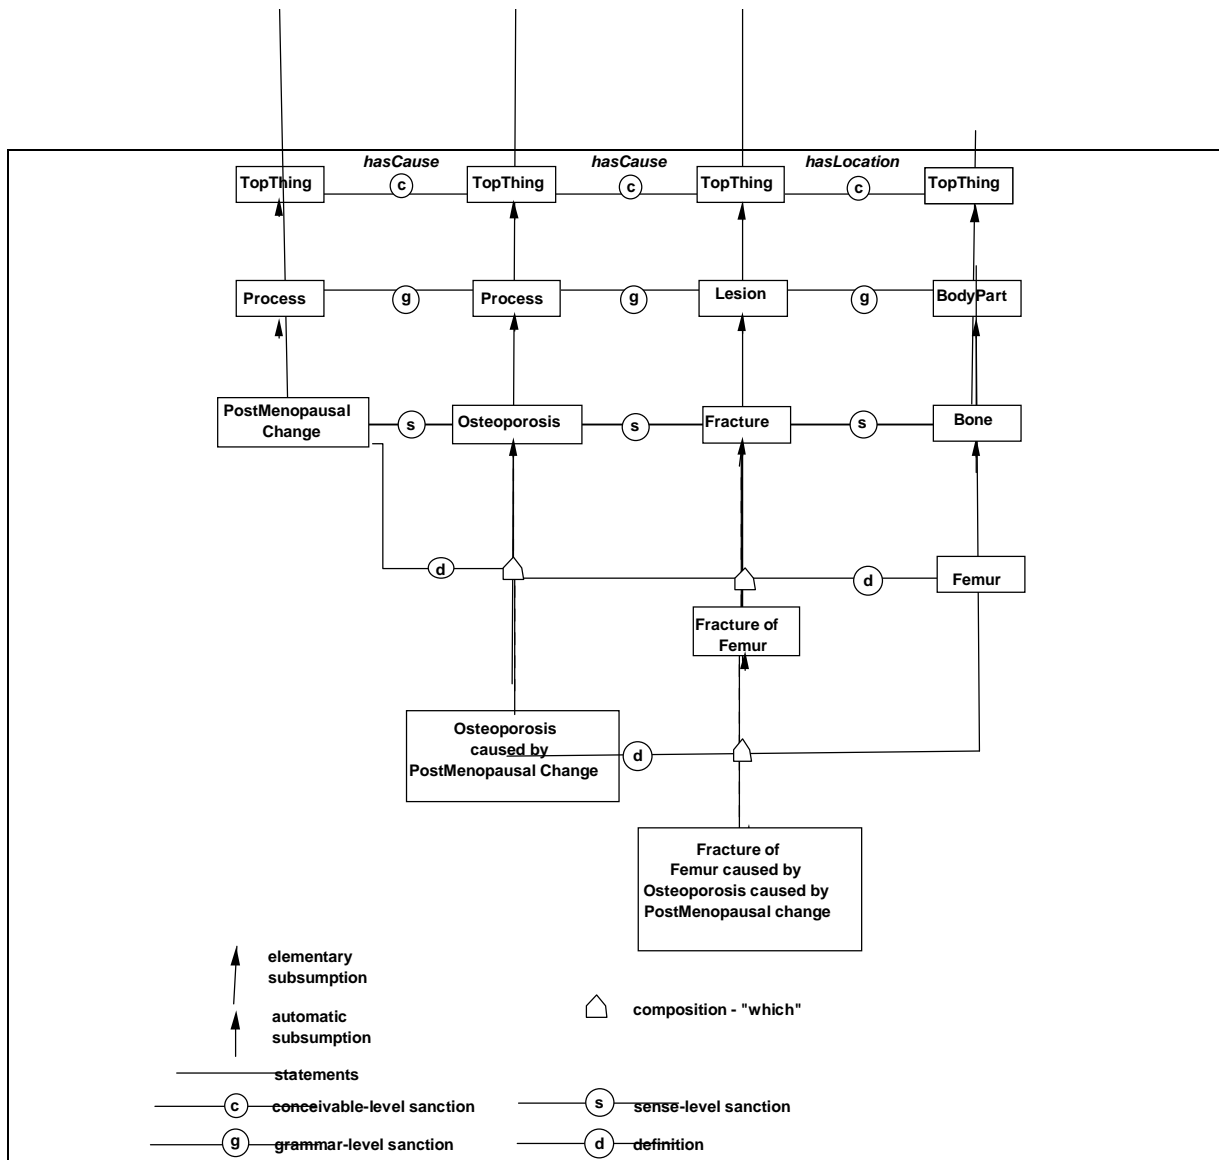 hasCause hasCause hasLocation
TopThing c TopThing c TopThing c TopThing
Process g Process g Lesion g BodyPart
PostMenopausal
Change s Osteoporosis s Fracture s Bone
d d Femur
Fracture of
Femur
Osteoporosis
caused by
PostMenopausal Change
d
Fracture of
Femur caused by
Osteoporosis caused by
PostMenopausal change
elementary
subsumption
automatic
subsumption
composition - "which"
statements
c conceivable-level sanction
s sense-level sanction
g grammar-level sanction
d definition